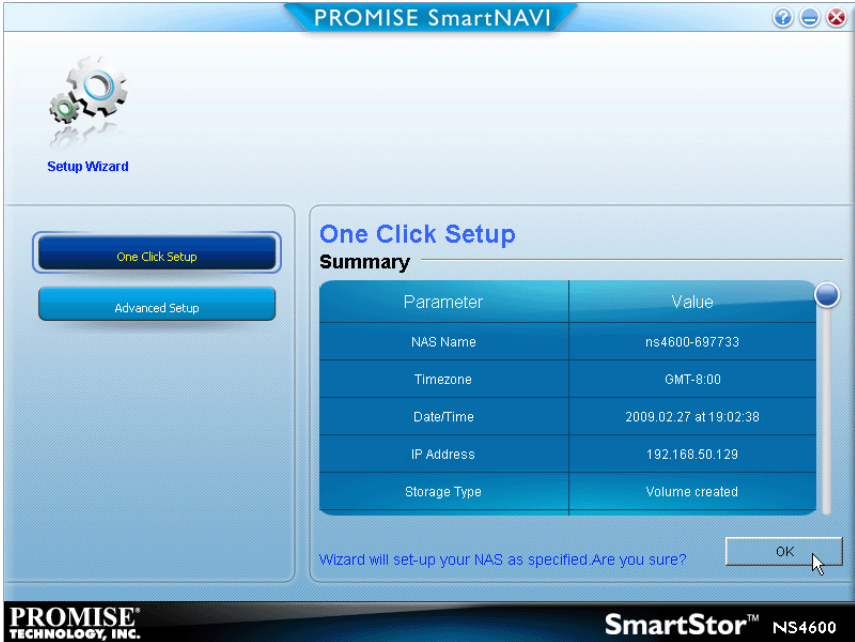 PROMISE SmartNAVI
Setup Wizard
One Click Setup
Advanced Setup
One Click Setup
Summary
Parameter Value
NAS Name ns4600-697733
Timezone GMT-8:00
Date/Time 2009.02.27 at 19:02:38
IP Address 192.168.50.129
Storage Type Volume created
Wizard will set-up your NAS as specified.Are you sure?
OK
PROMISE®
TECHNOLOGY, INC.
SmartStor™ NS4600